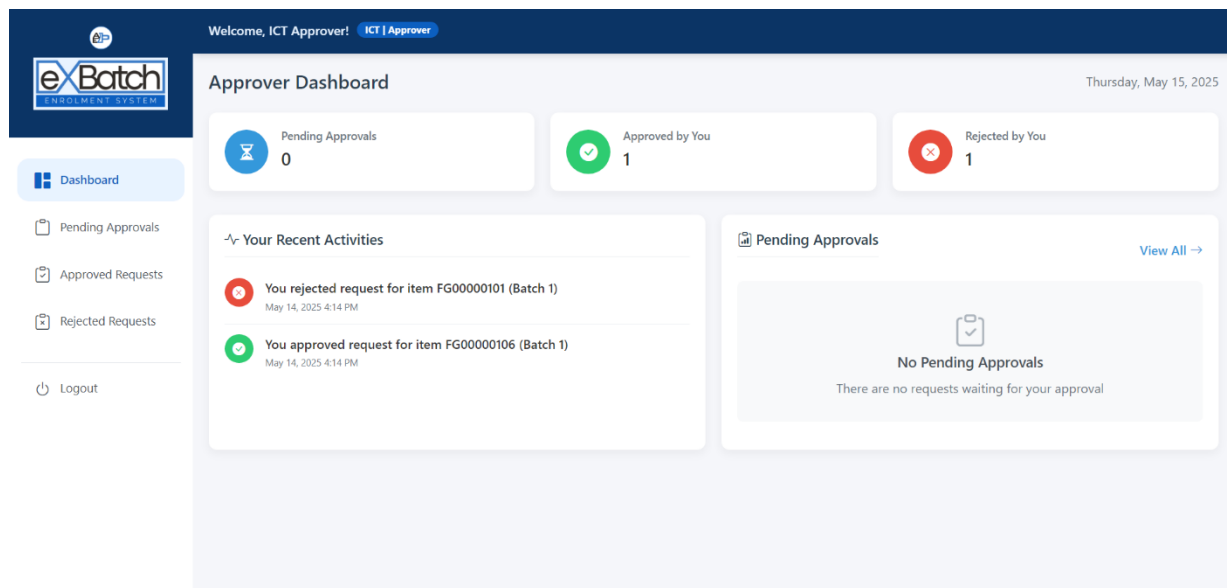 eXBatch
ENROLMENT SYSTEM
Dashboard
Pending Approvals
Approved Requests
Rejected Requests
Logout
Welcome, ICT Approver! ICT | Approver
Approver Dashboard
Thursday, May 15, 2025
Pending Approvals
0
Approved by You
1
Rejected by You
1
Your Recent Activities
You rejected request for item FG00000101 (Batch 1)
May 14, 2025 4:14 PM
You approved request for item FG00000106 (Batch 1)
May 14, 2025 4:14 PM
Pending Approvals
View All →
No Pending Approvals
There are no requests waiting for your approval